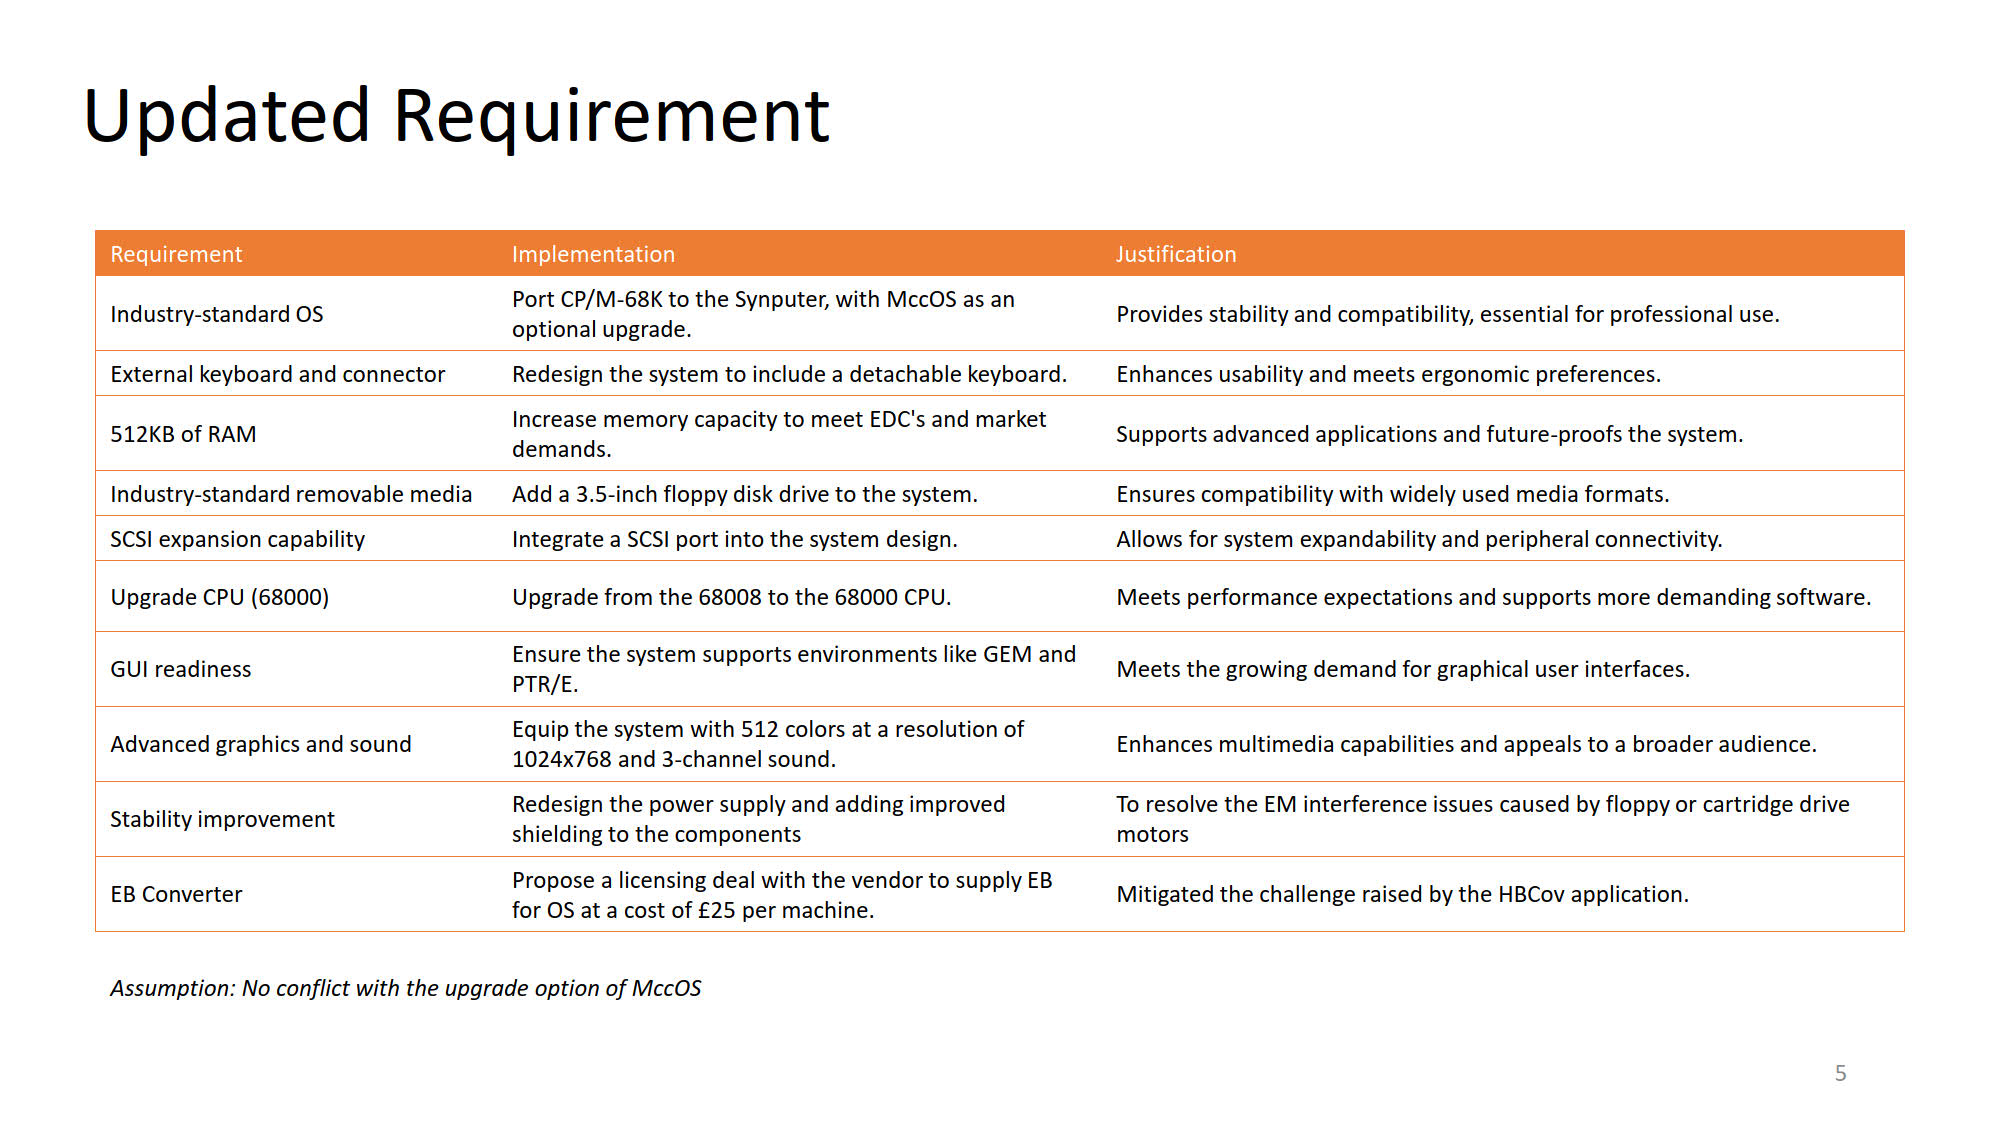 Updated Requirement
Requirement
Implementation
Justification
Industry-standard OS
Port CP/M-68K to the Synputer, with MccOS as an
optional upgrade.
Provides stability and compatibility, essential for professional use.
External keyboard and connector
Redesign the system to include a detachable keyboard.
Enhances usability and meets ergonomic preferences.
512KB of RAM
Increase memory capacity to meet EDC's and market
demands.
Supports advanced applications and future-proofs the system.
Industry-standard removable media
Add a 3.5-inch floppy disk drive to the system.
Ensures compatibility with widely used media formats.
SCSI expansion capability
Integrate a SCSI port into the system design.
Allows for system expandability and peripheral connectivity.
Upgrade CPU (68000)
Upgrade from the 68008 to the 68000 CPU.
Meets performance expectations and supports more demanding software.
GUI readiness
Ensure the system supports environments like GEM and
PTR/E.
Meets the growing demand for graphical user interfaces.
Advanced graphics and sound
Equip the system with 512 colors at a resolution of
1024x768 and 3-channel sound.
Enhances multimedia capabilities and appeals to a broader audience.
Stability improvement
Redesign the power supply and adding improved
shielding to the components
To resolve the EM interference issues caused by floppy or cartridge drive
motors
EB Converter
Propose a licensing deal with the vendor to supply EB
for OS at a cost of £25 per machine.
Mitigated the challenge raised by the HBCov application.
Assumption: No conflict with the upgrade option of MccOS
5